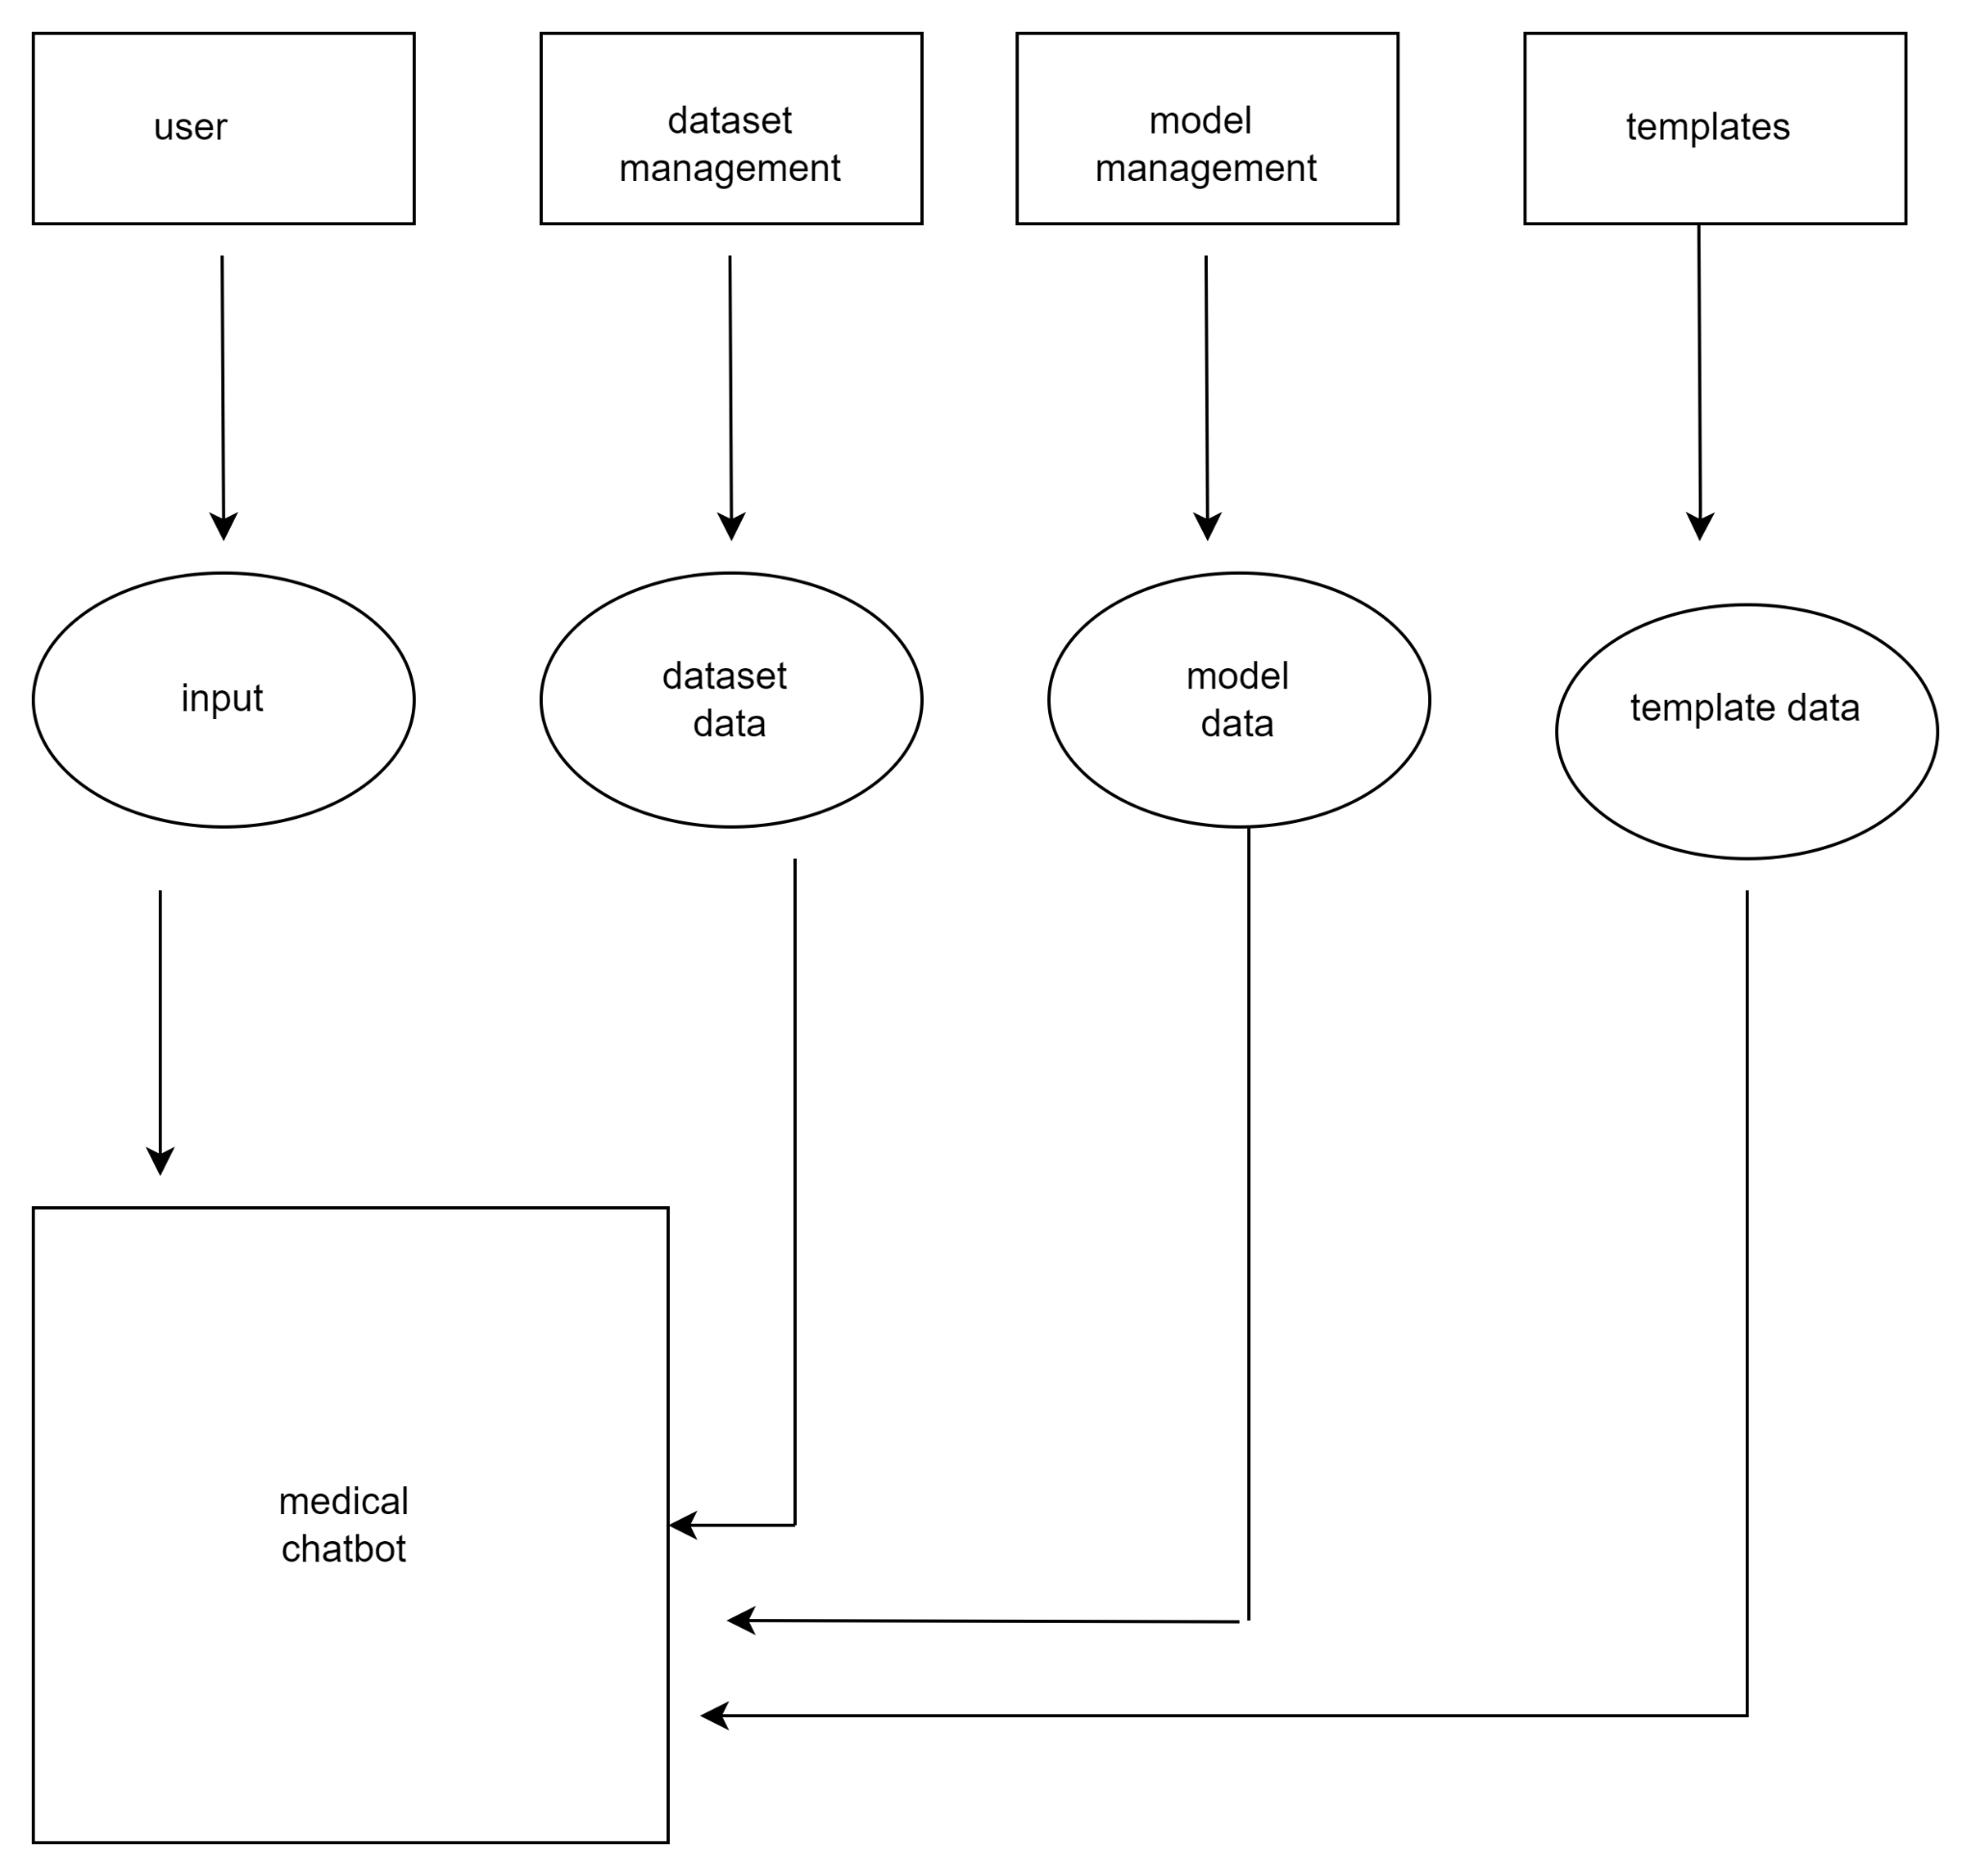 user
dataset
management
model
management
templates
input
dataset
data
model
data
template data
medical
chatbot